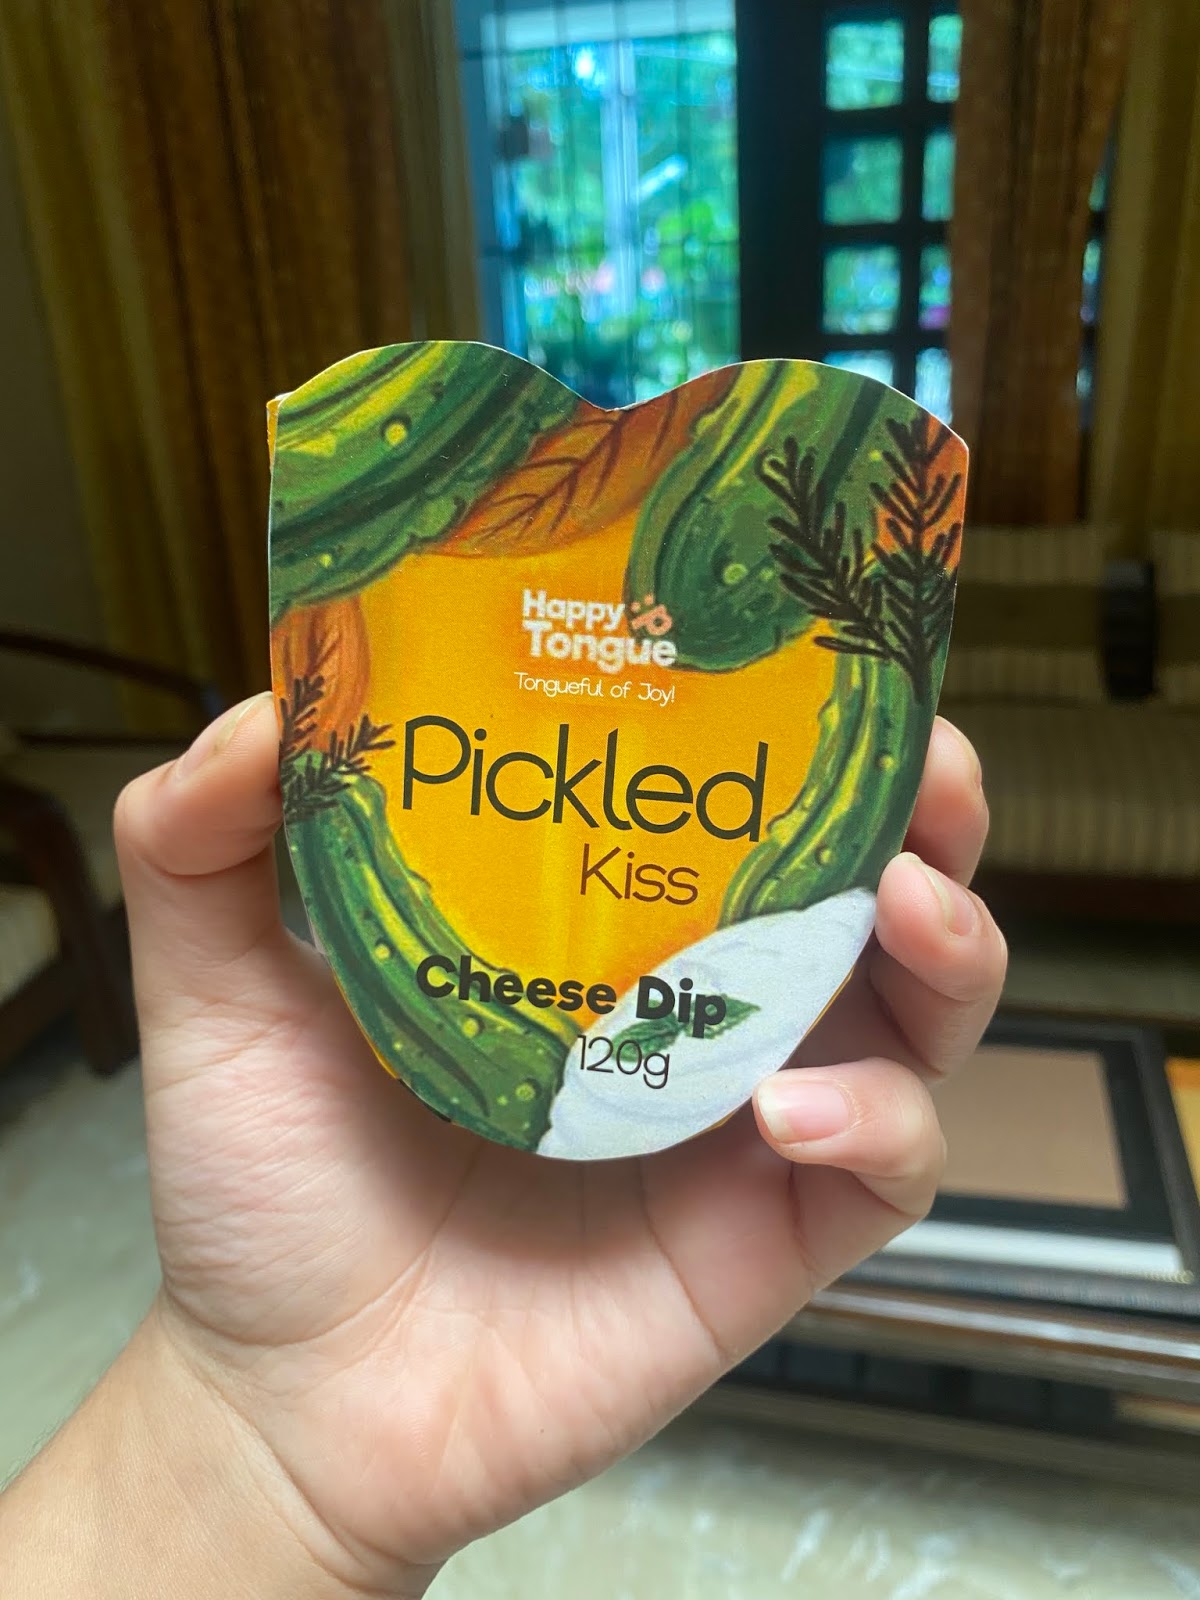 Happy
Tongue
Tongueful of Joy!
Pickled
Kiss
Cheese Dip
120g